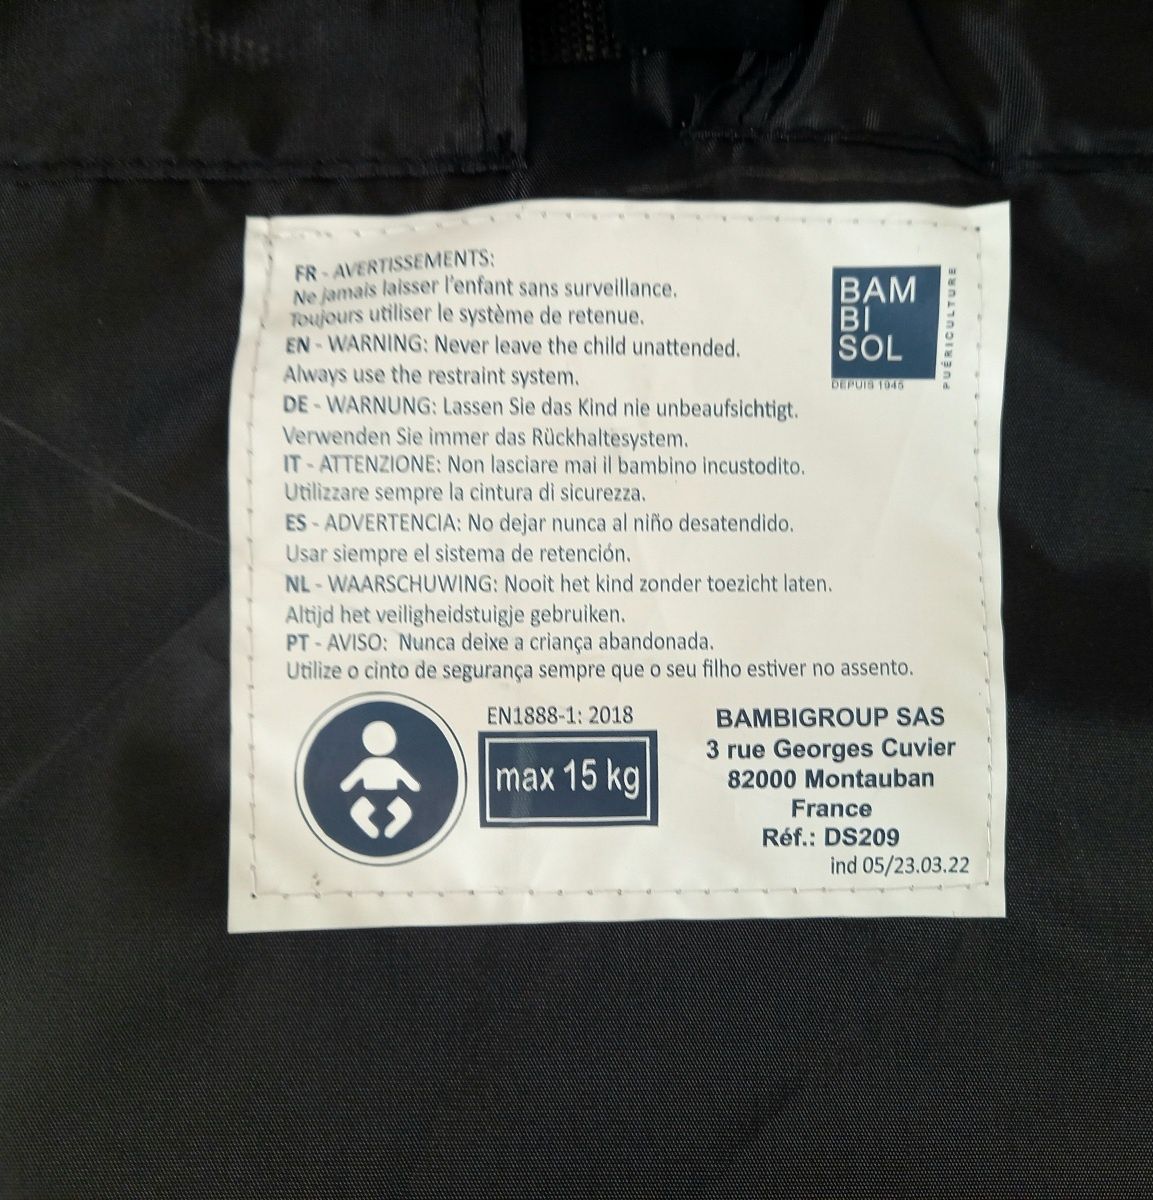 FR - AVERTISSEMENTS:
Ne jamais laisser l'enfant sans surveillance.
Toujours utiliser le système de retenue.
EN - WARNING: Never leave the child unattended.
Always use the restraint system.
DE - WARNUNG: Lassen Sie das Kind nie unbeaufsichtigt.
Verwenden Sie immer das Rückhaltesystem.
IT - ATTENZIONE: Non lasciare mai il bambino incustodito.
Utilizzare sempre la cintura di sicurezza.
ES - ADVERTENCIA: No dejar nunca al niño desatendido.
Usar siempre el sistema de retención.
NL - WAARSCHUWING: Nooit het kind zonder toezicht laten.
Altijd het veiligheidstuigje gebruiken.
PT - AVISO: Nunca deixe a criança abandonada.
Utilize o cinto de segurança sempre que o seu filho estiver no assento.
BAM
BI
SOL
DEPUIS 1945
PUÉRICULTURE
EN1888-1: 2018
max 15 kg
BAMBIGROUP SAS
3 rue Georges Cuvier
82000 Montauban
France
Réf.: DS209
ind 05/23.03.22